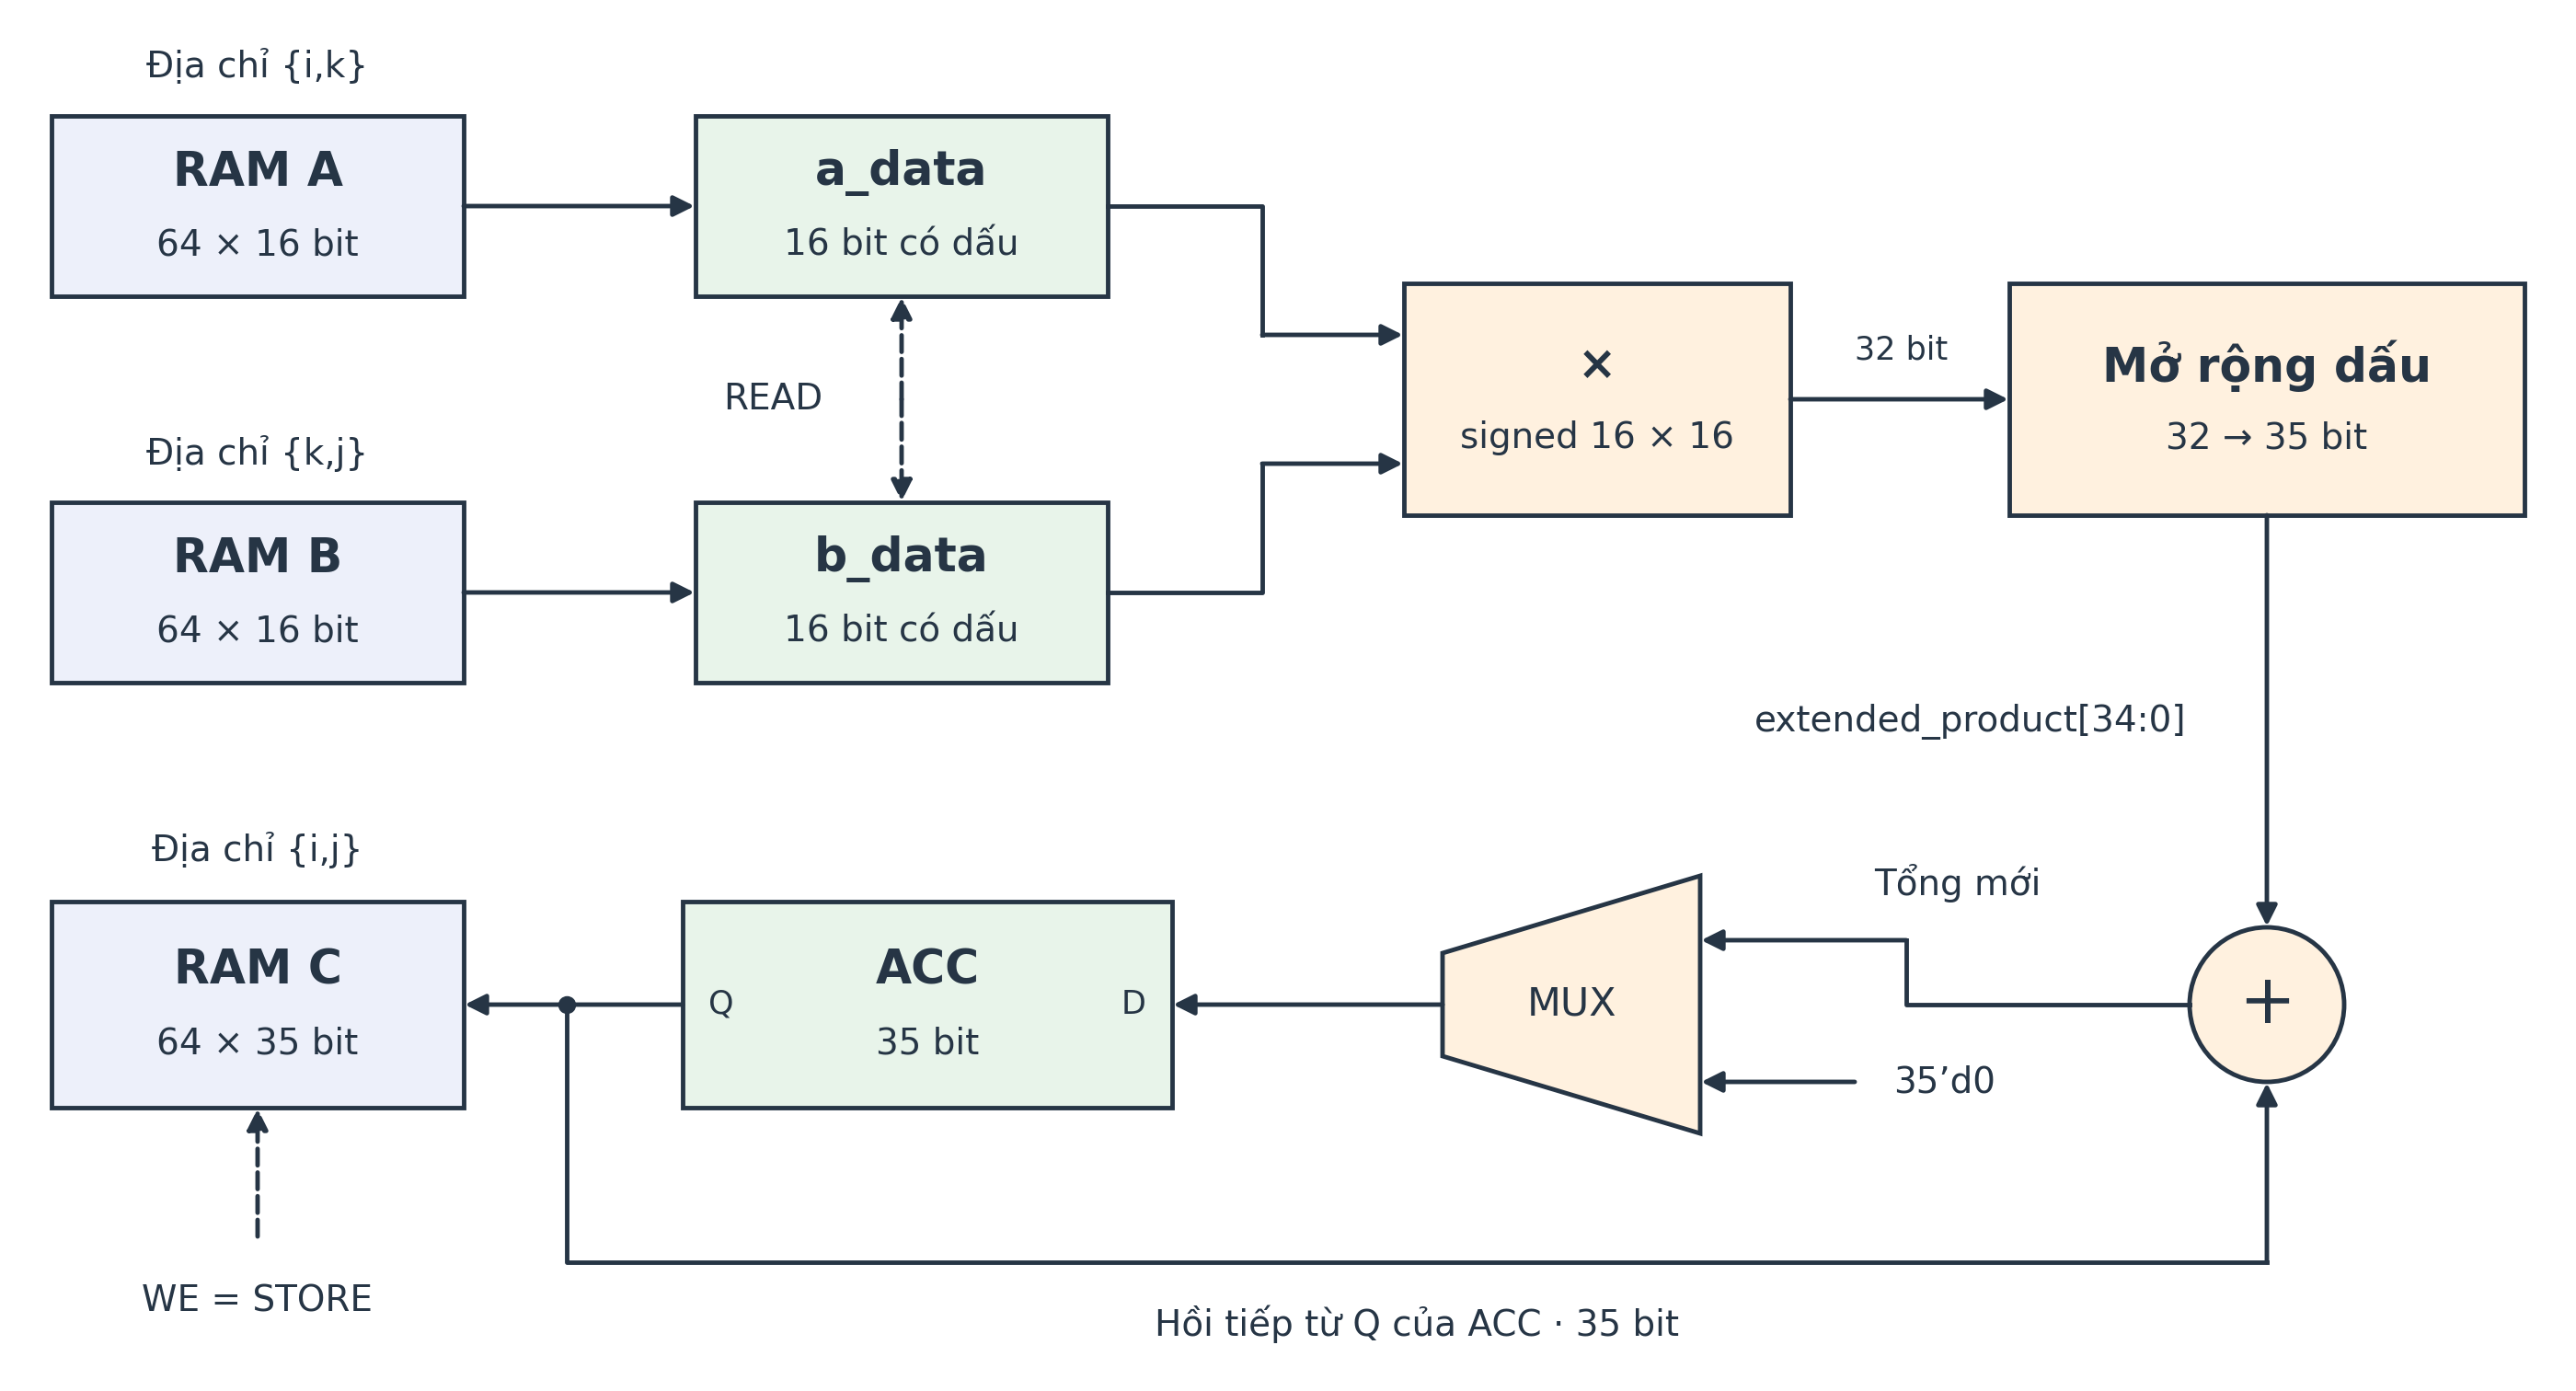 Địa chỉ {i,k}
RAM A
64 × 16 bit
a_data
16 bit có dấu
READ
Địa chỉ {k,j}
RAM B
64 × 16 bit
b_data
16 bit có dấu
×
signed 16 × 16
32 bit
Mở rộng dấu
32 → 35 bit
extended_product[34:0]
Địa chỉ {i,j}
RAM C
64 × 35 bit
Q
ACC
35 bit
D
MUX
Tổng mới
35’d0
+
WE = STORE
Hồi tiếp từ Q của ACC · 35 bit